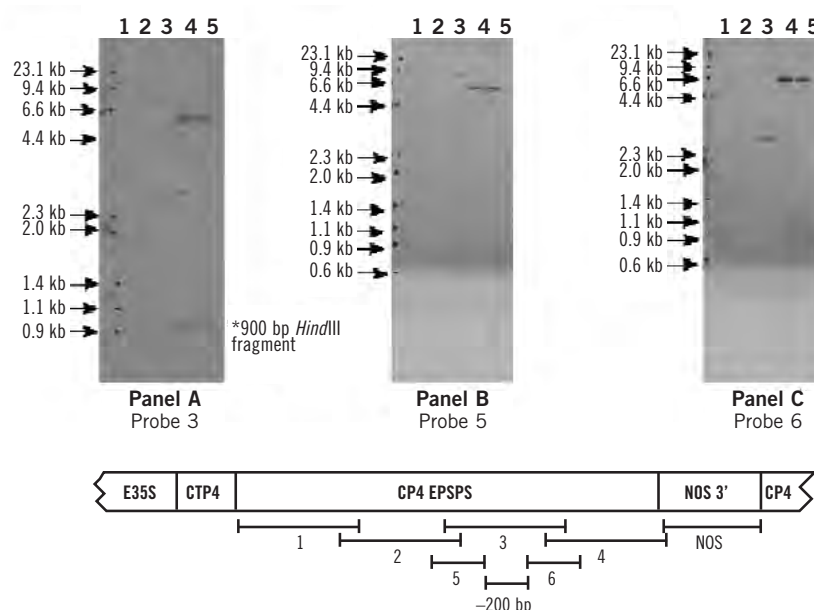 1 2 3 4 5
23.1 kb
9.4 kb
6.6 kb
4.4 kb
2.3 kb
2.0 kb
1.4 kb
1.1 kb
0.9 kb
*900 bp HindIII
fragment
Panel A
Probe 3
1 2 3 4 5
23.1 kb
9.4 kb
6.6 kb
4.4 kb
2.3 kb
2.0 kb
1.4 kb
1.1 kb
0.9 kb
0.6 kb
Panel B
Probe 5
1 2 3 4 5
23.1 kb
9.4 kb
6.6 kb
4.4 kb
2.3 kb
2.0 kb
1.4 kb
1.1 kb
0.9 kb
0.6 kb
Panel C
Probe 6
E35S CTP4 CP4 EPSPS NOS 3' CP4
1 2 3 4 NOS
5 6
–200 bp